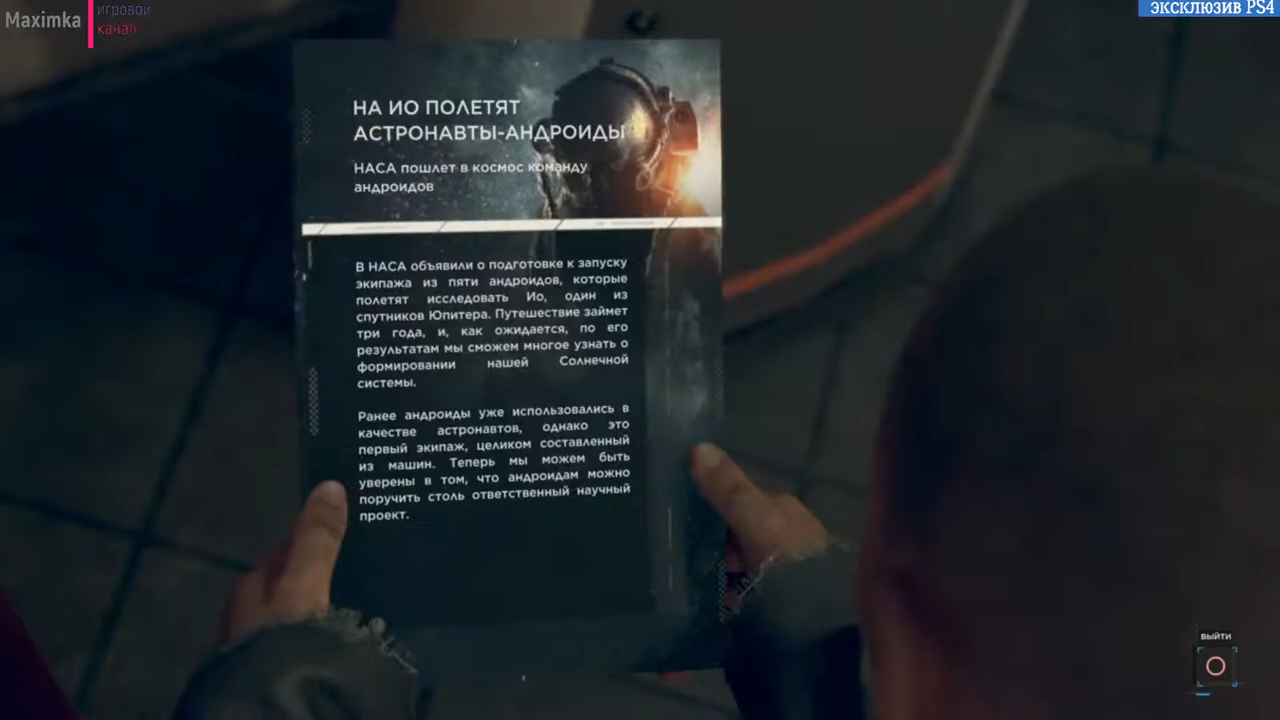 Maximka
игровой
канал
ЭКСКЛЮЗИВ PS4
НА ИО ПОЛЕТЯТ
АСТРОНАВТЫ-АНДРОИДЫ
НАСА пошлет в космос команду
андроидов
В НАСА объявили о подготовке к запуску
экипажа из пяти андроидов, которые
полетят исследовать Ио, один из
спутников Юпитера. Путешествие займет
три года, и, как ожидается, по его
результатам мы сможем многое узнать о
формировании нашей Солнечной
системы.
Ранее андроиды уже использовались в
качестве астронавтов, однако это
первый экипаж, целиком составленный
из машин. Теперь мы можем быть
уверены в том, что андроидам можно
поручить столь ответственный научный
проект.
ВЫЙТИ